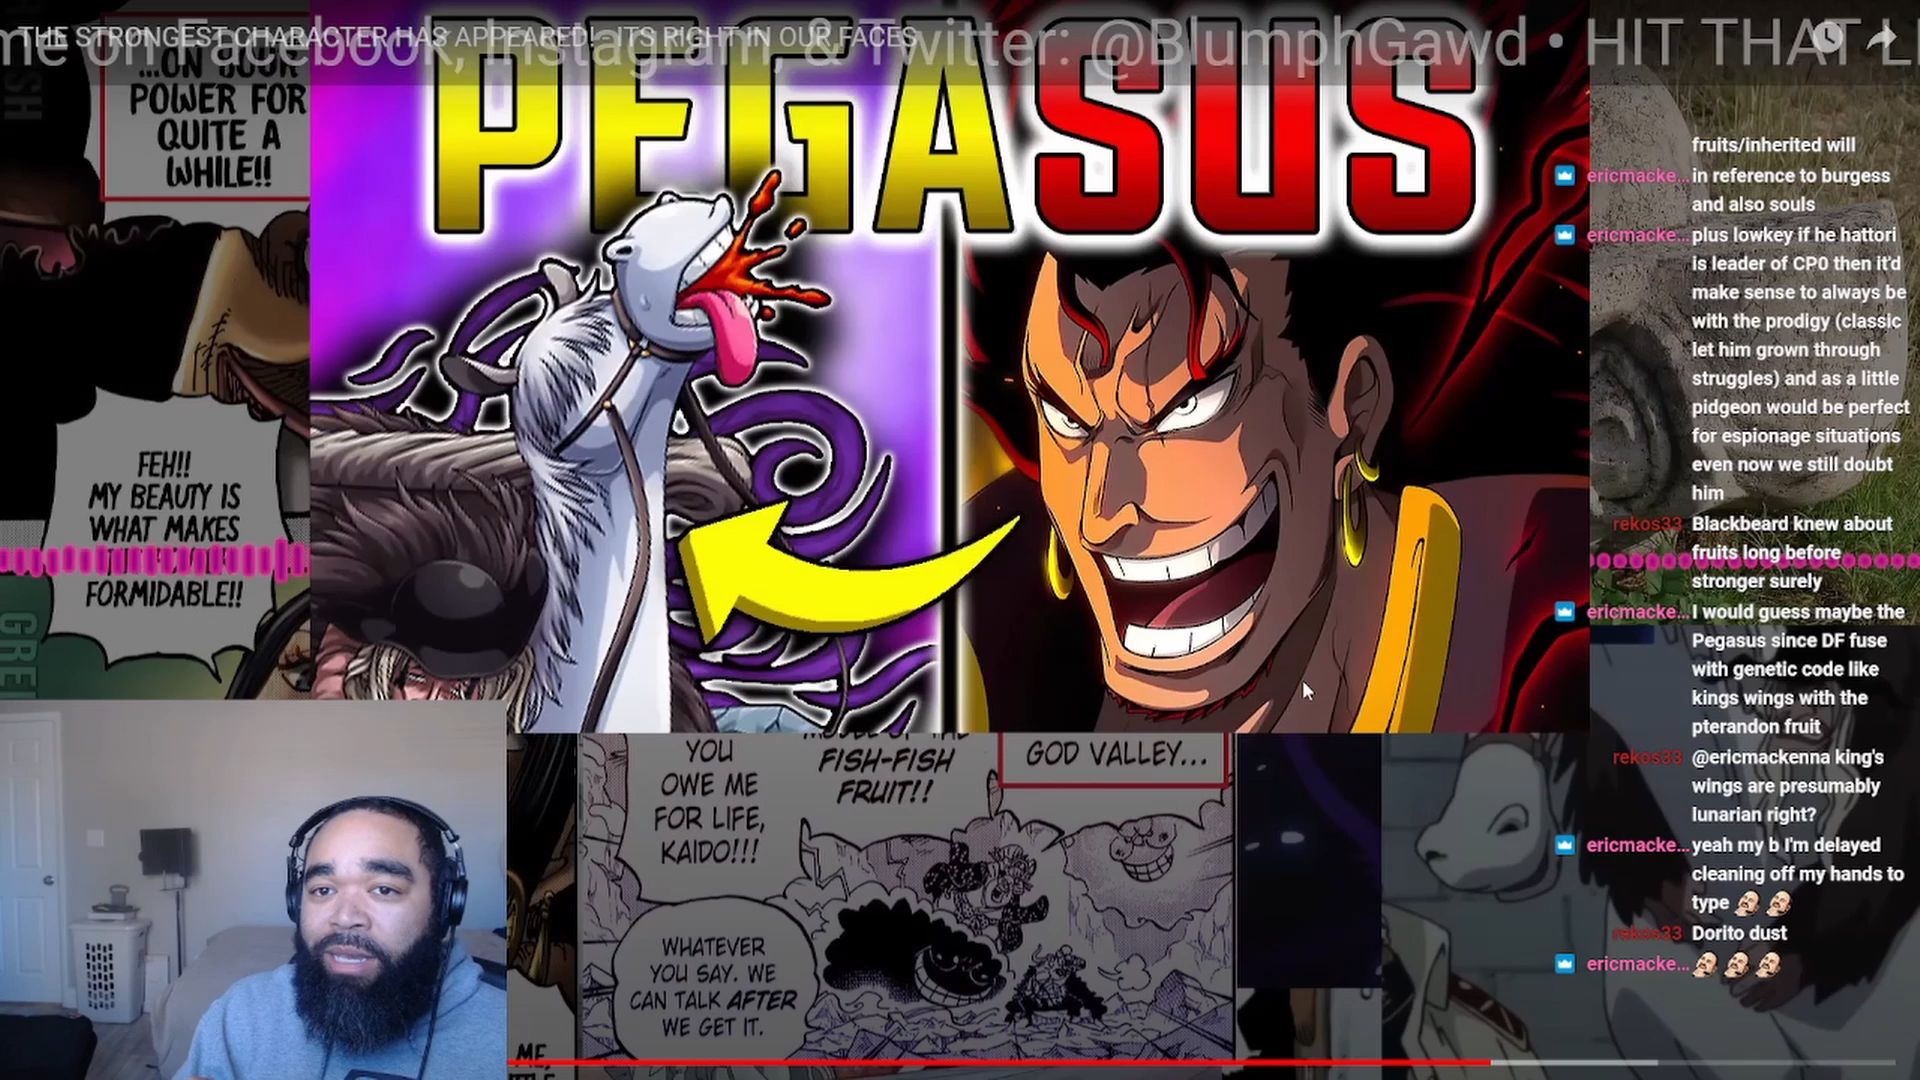 me on Facebook, Instagram, & Twitter: @BlumphGawd • HIT THAT L
THE STRONGEST CHARACTER HAS APPEARED! ITS RIGHT IN OUR FACES
PEGASUS
...ON YOUR
POWER FOR
QUITE A
WHILE!!
FEH!!
MY BEAUTY IS
WHAT MAKES
FORMIDABLE!!
YOU
OWE ME
FOR LIFE,
KAIDO!!!
FISH-FISH
FRUIT!!
GOD VALLEY...
WHATEVER
YOU SAY. WE
CAN TALK AFTER
WE GET IT.
ME,
fruits/inherited will
ericmacke... in reference to burgess
and also souls
ericmacke... plus lowkey if he hattori
is leader of CP0 then it'd
make sense to always be
with the prodigy (classic
let him grown through
struggles) and as a little
pidgeon would be perfect
for espionage situations
even now we still doubt
him
rekos33 Blackbeard knew about
fruits long before
stronger surely
ericmacke... I would guess maybe the
Pegasus since DF fuse
with genetic code like
kings wings with the
pterandon fruit
rekos33 @ericmackenna king's
wings are presumably
lunarian right?
ericmacke... yeah my b I'm delayed
cleaning off my hands to
type
rekos33 Dorito dust
ericmacke...